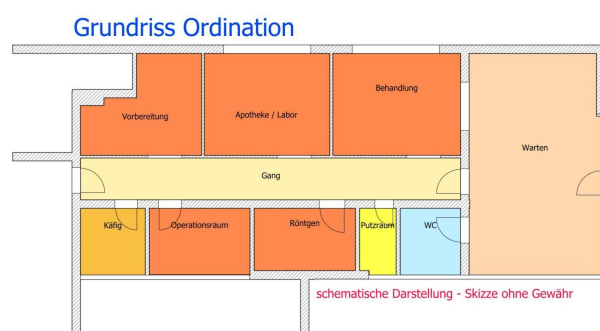 Grundriss Ordination
Vorbereitung
Apotheke / Labor
Behandlung
Warten
Gang
Käfig
Operationsraum
Röntgen
Putzraum
WC
schematische Darstellung - Skizze ohne Gewähr